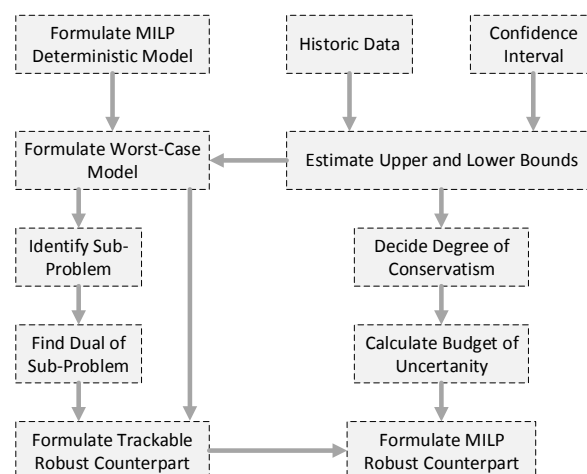 Formulate MILP
Deterministic Model
Historic Data
Confidence
Interval
Formulate Worst-Case
Model
Estimate Upper and Lower Bounds
Identify Sub-
Problem
Decide Degree of
Conservatism
Find Dual of
Sub-Problem
Calculate Budget of
Uncertanity
Formulate Trackable
Robust Counterpart
Formulate MILP
Robust Counterpart